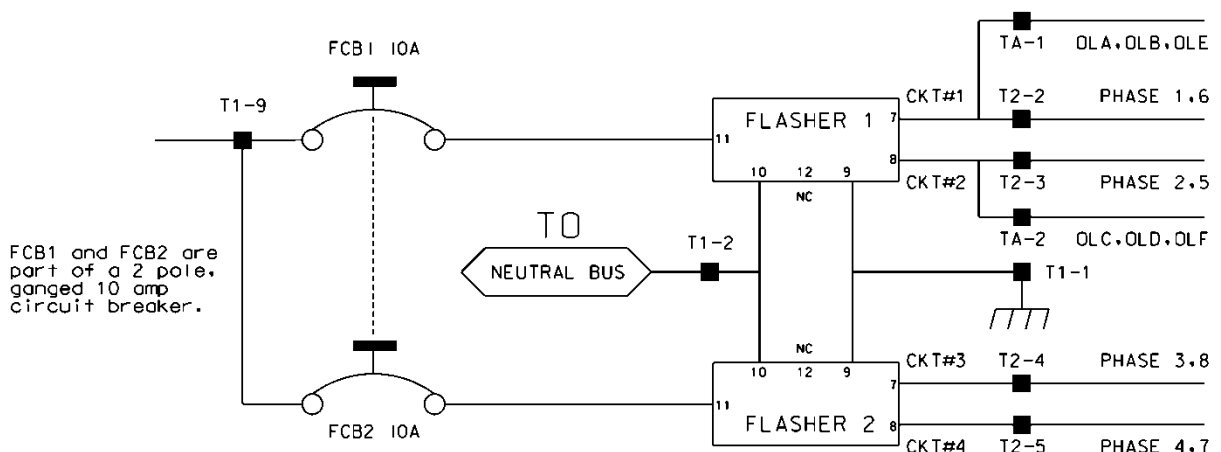 FCB1 10A
TA-1 OLA,OLB,OLE
T1-9
CKT#1 T2-2 PHASE 1,6
11 FLASHER 1 7
8
10 12 9
NC
CKT#2 T2-3 PHASE 2,5
TO
NEUTRAL BUS
T1-2
TA-2 OLC,OLD,OLF
T1-1
FCB1 and FCB2 are
part of a 2 pole,
ganged 10 amp
circuit breaker.
NC
10 12 9
CKT#3 T2-4 PHASE 3,8
7
11 FLASHER 2 8
FCB2 10A
CKT#4 T2-5 PHASE 4,7